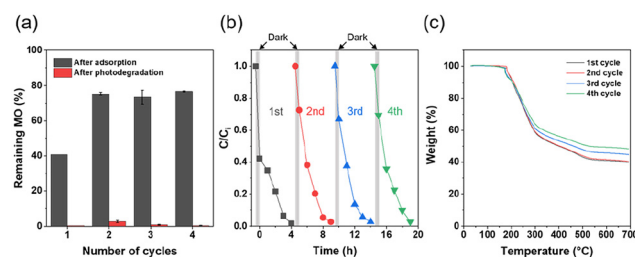 (a)
After adsorption
After photodegradation
Remaining MO (%)
80
60
40
20
0
1 2 3 4
Number of cycles
(b)
Dark Dark
C/Ci
1.0
0.8
0.6
0.4
0.2
0.0
1st 2nd 3rd 4th
0 4 8 12 16 20
Time (h)
(c)
1st cycle
2nd cycle
3rd cycle
4th cycle
Weight (%)
120
100
80
60
40
20
0
0 100 200 300 400 500 600 700
Temperature (°C)